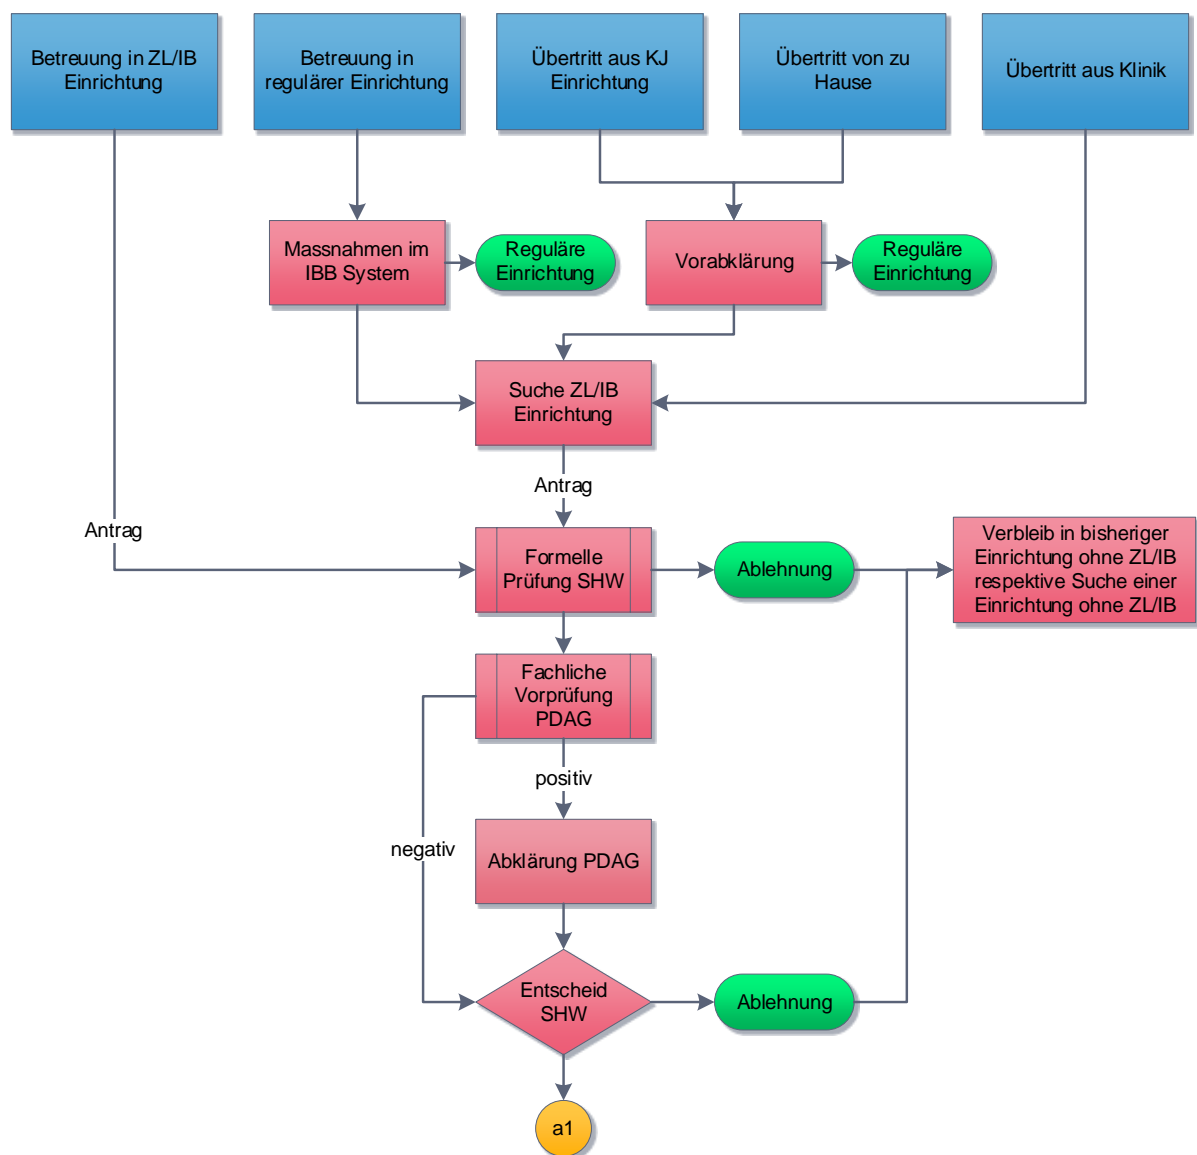 Betreuung in ZL/IB
Einrichtung
Betreuung in
regulärer Einrichtung
Übertritt aus KJ
Einrichtung
Übertritt von zu
Hause
Übertritt aus Klinik
Massnahmen im
IBB System
Reguläre
Einrichtung
Vorabklärung
Reguläre
Einrichtung
Suche ZL/IB
Einrichtung
Antrag
Antrag
Formelle
Prüfung SHW
Ablehnung
Verbleib in bisheriger
Einrichtung ohne ZL/IB
respektive Suche einer
Einrichtung ohne ZL/IB
Fachliche
Vorprüfung
PDAG
positiv
negativ
Abklärung PDAG
Entscheid
SHW
Ablehnung
a1